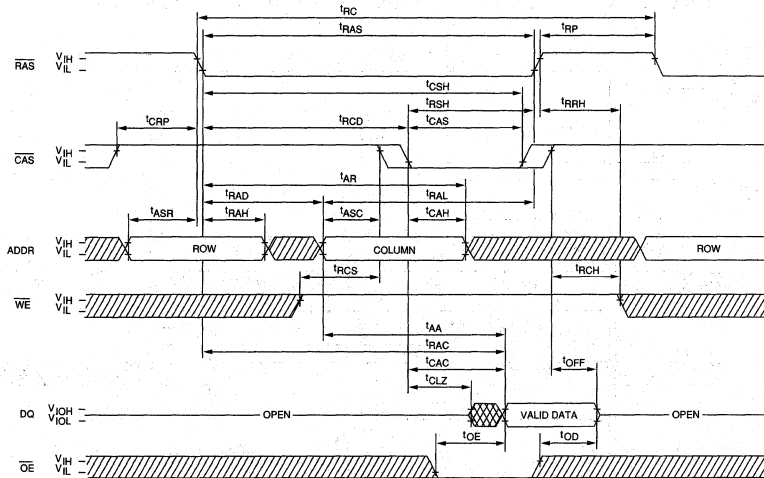 tRC
tRAS
tRP
RAS
VIH
VIL
tCSH
tRSH
tRRH
tCRP
tRCD
tCAS
CAS
VIH
VIL
tAR
tRAD
tRAL
tASR
tRAH
tASC
tCAH
ADDR
VIH
VIL
ROW
COLUMN
ROW
tRCS
tRCH
WE
VIH
VIL
tAA
tRAC
tCAC
tOFF
tCLZ
DQ
VIOH
VIOL
OPEN
VALID DATA
OPEN
tOE
tOD
OE
VIH
VIL